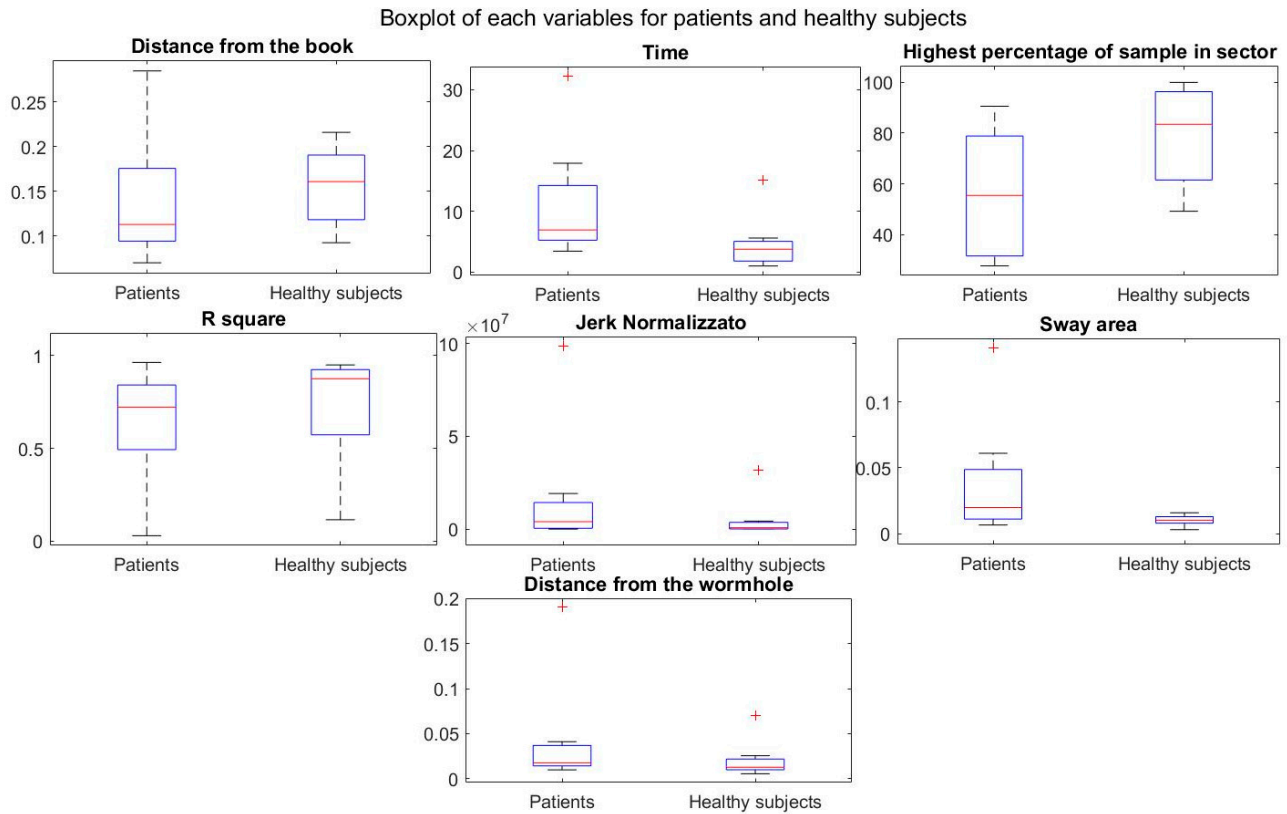 Boxplot of each variables for patients and healthy subjects
Distance from the book
0.25
0.2
0.15
0.1
Patients
Healthy subjects
Time
30
20
10
0
Patients
Healthy subjects
Highest percentage of sample in sector
100
80
60
40
Patients
Healthy subjects
R square
1
0.5
0
Patients
Healthy subjects
Jerk Normalizzato
×10⁷
10
5
0
Patients
Healthy subjects
Sway area
0.1
0.05
0
Patients
Healthy subjects
Distance from the wormhole
0.2
0.15
0.1
0.05
0
Patients
Healthy subjects